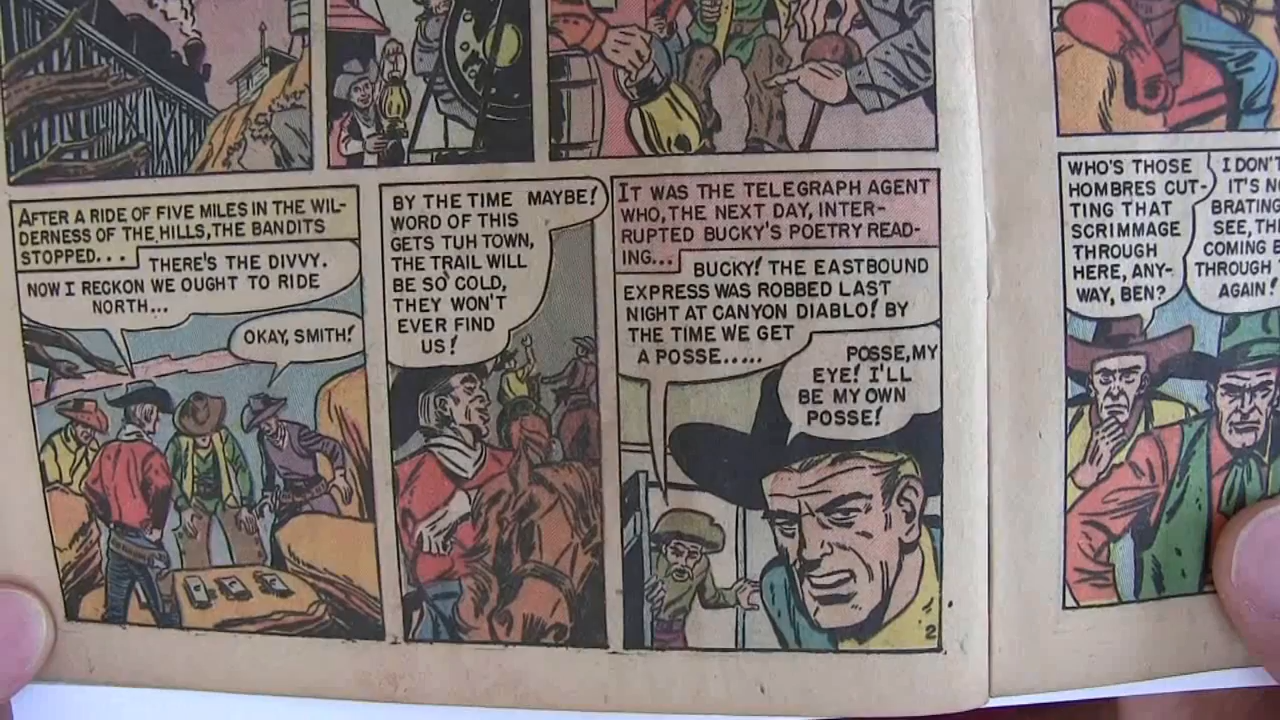 AFTER A RIDE OF FIVE MILES IN THE WIL-
DERNESS OF THE HILLS, THE BANDITS
STOPPED...
THERE'S THE DIVVY.
NOW I RECKON WE OUGHT TO RIDE
NORTH...
OKAY, SMITH!
BY THE TIME
WORD OF THIS
GETS TUH TOWN,
THE TRAIL WILL
BE SO COLD,
THEY WON'T
EVER FIND
US!
MAYBE!
IT WAS THE TELEGRAPH AGENT
WHO, THE NEXT DAY, INTER-
RUPTED BUCKY'S POETRY READ-
ING...
BUCKY! THE EASTBOUND
EXPRESS WAS ROBBED LAST
NIGHT AT CANYON DIABLO! BY
THE TIME WE GET
A POSSE.....
POSSE, MY
EYE! I'LL
BE MY OWN
POSSE!
2
WHO'S THOSE
HOMBRES CUT-
TING THAT
SCRIMMAGE
THROUGH
HERE, ANY-
WAY, BEN?
I DON'T
IT'S
BRATING
SEE,
COMING
THROUGH
AGAIN!